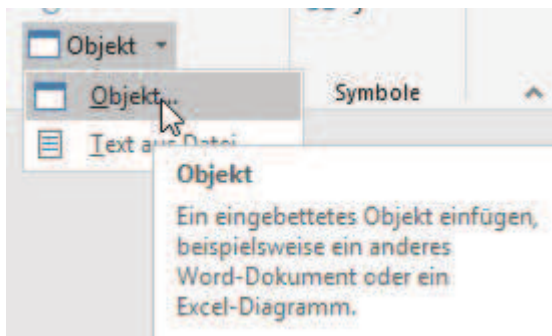 Objekt
Objekt...
Symbole
Text aus Datei
Objekt
Ein eingebettetes Objekt einfügen,
beispielsweise ein anderes
Word-Dokument oder ein
Excel-Diagramm.